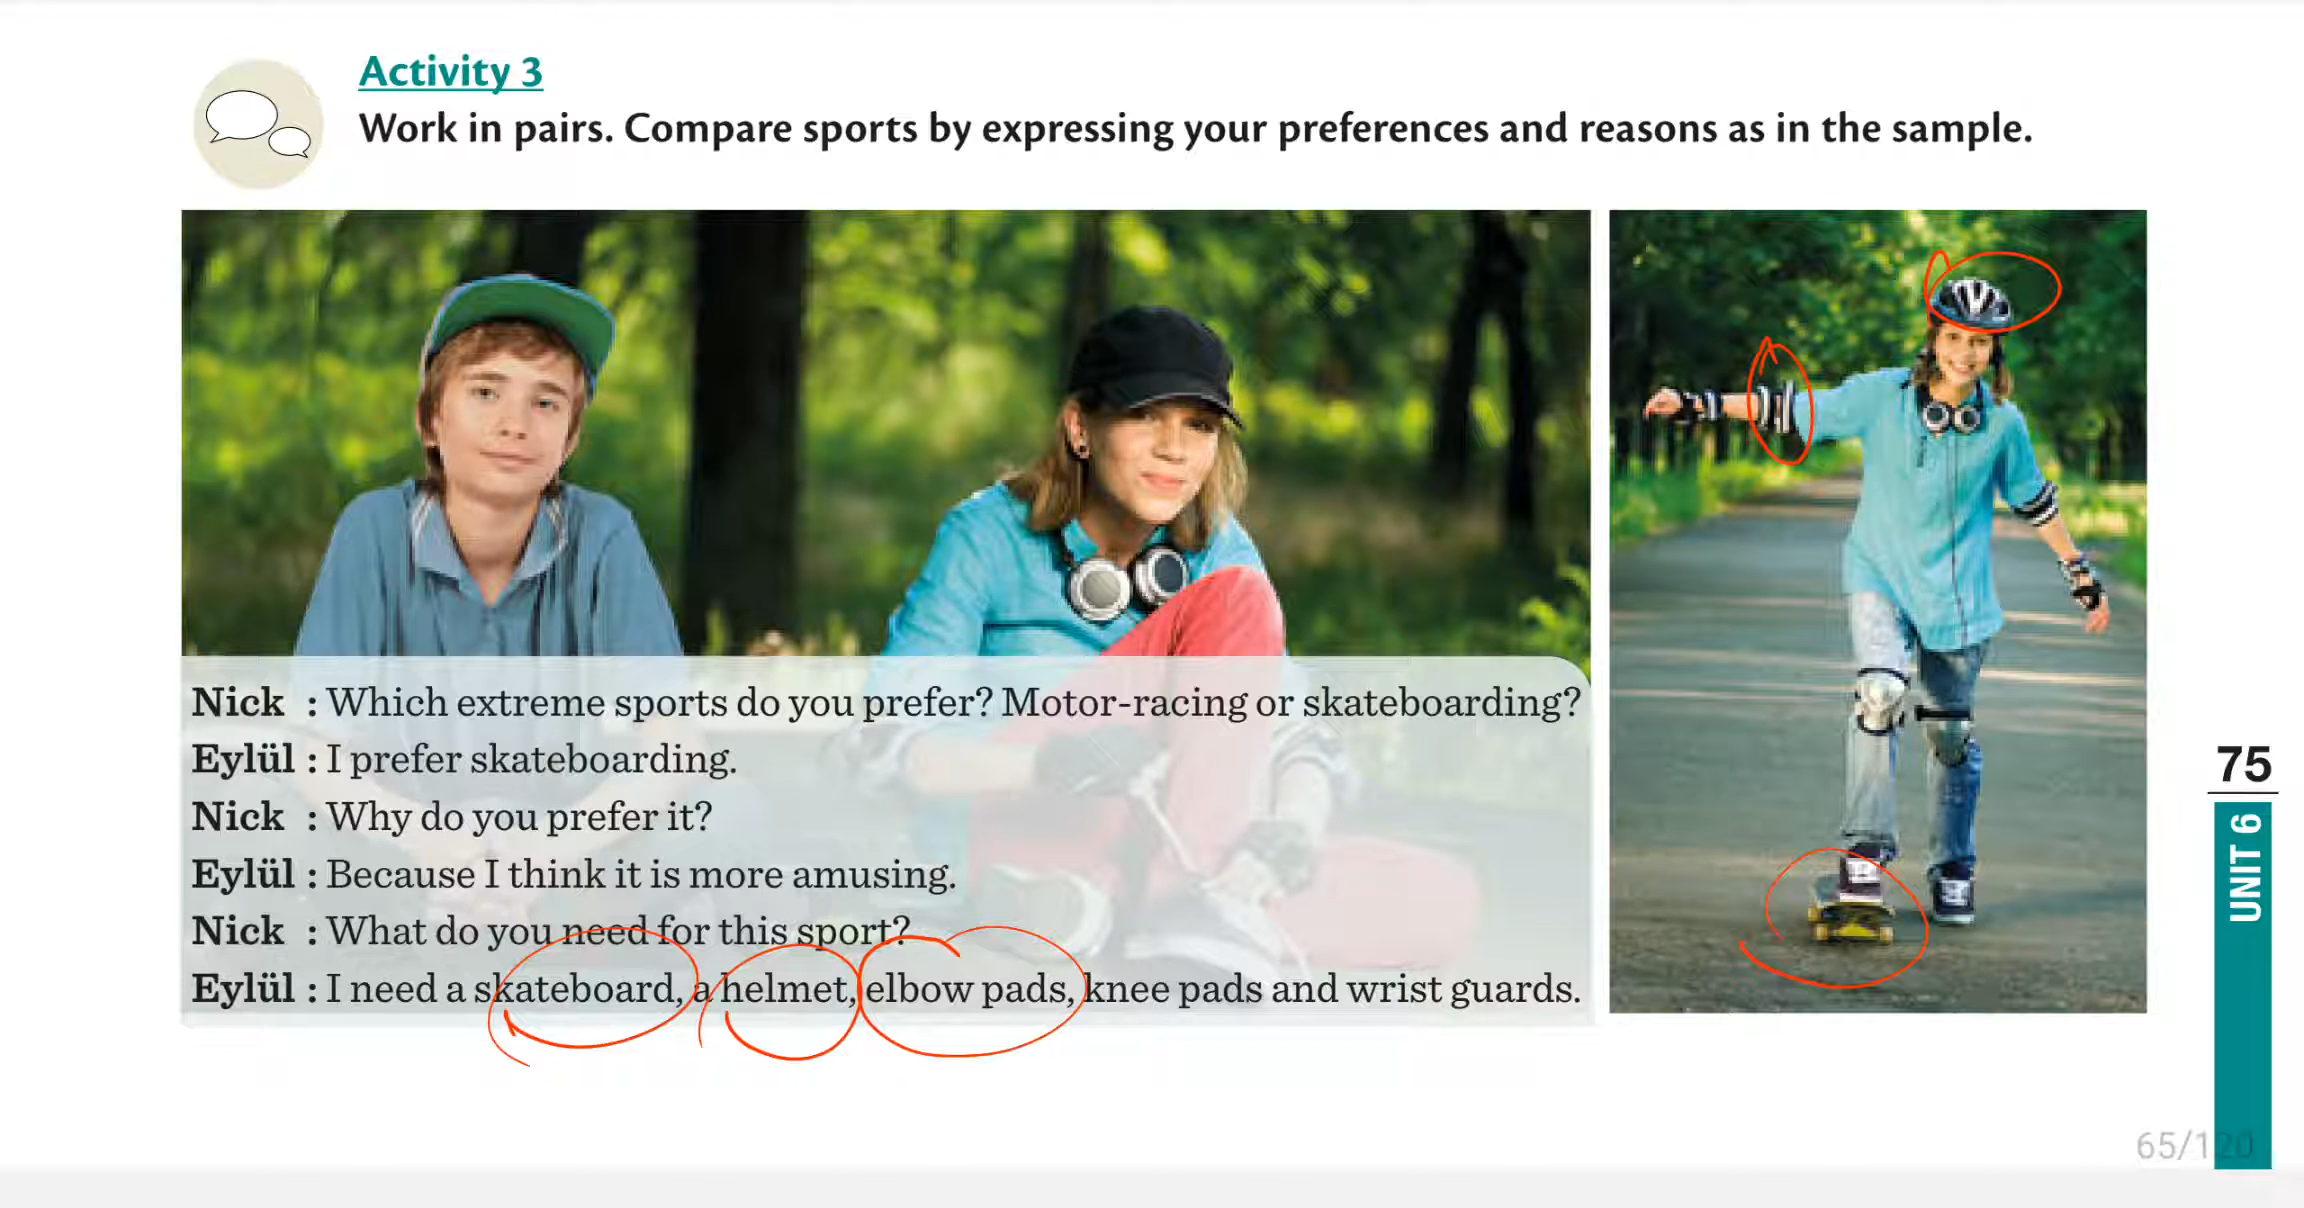 Activity 3
Work in pairs. Compare sports by expressing your preferences and reasons as in the sample.
Nick : Which extreme sports do you prefer? Motor-racing or skateboarding?
Eylül : I prefer skateboarding.
Nick : Why do you prefer it?
Eylül : Because I think it is more amusing.
Nick : What do you need for this sport?
Eylül : I need a skateboard, a helmet, elbow pads, knee pads and wrist guards.
75
UNIT 6
65/120